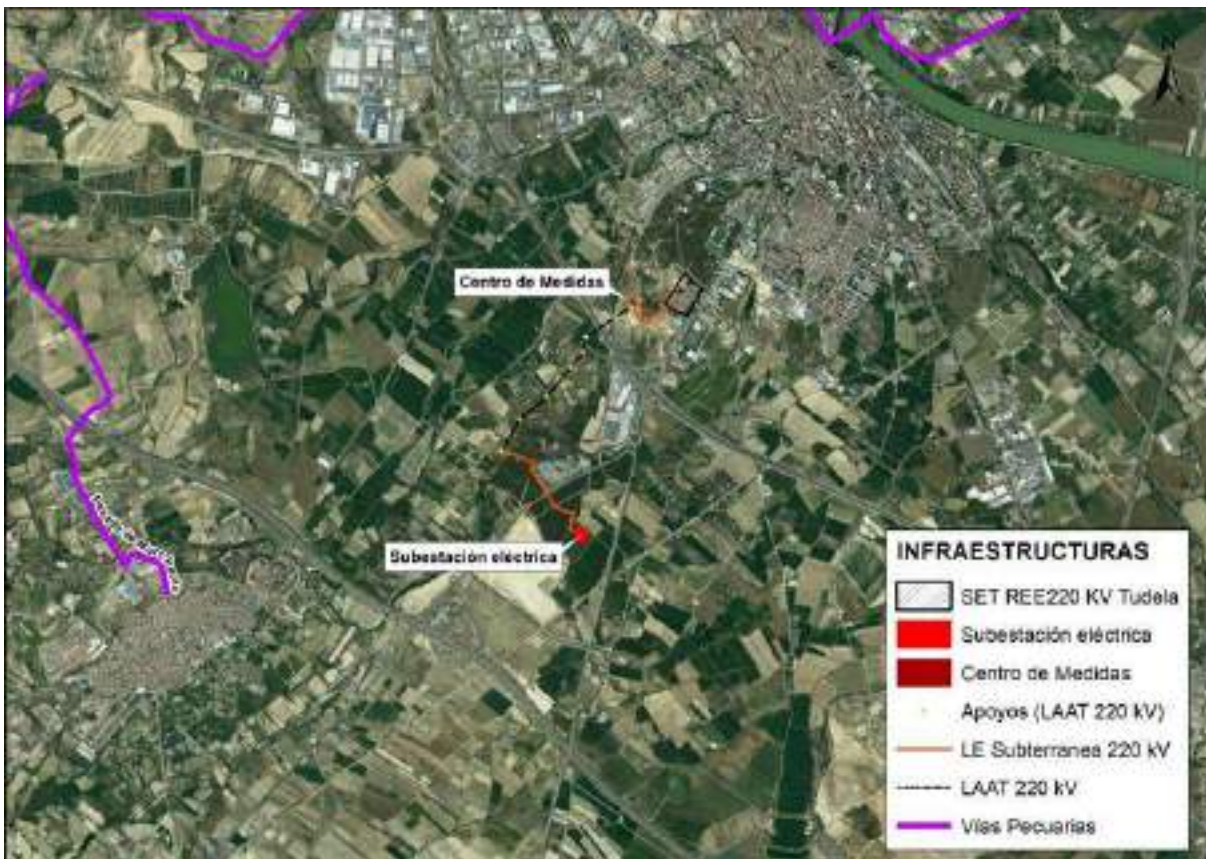 N
Centro de Medidas
Subestación eléctrica
INFRAESTRUCTURAS
SET REE220 KV Tudela
Subestación eléctrica
Centro de Medidas
Apoyos (LAAT 220 kV)
LE Subterranea 220 kV
LAAT 220 kV
Vías Pecuarias